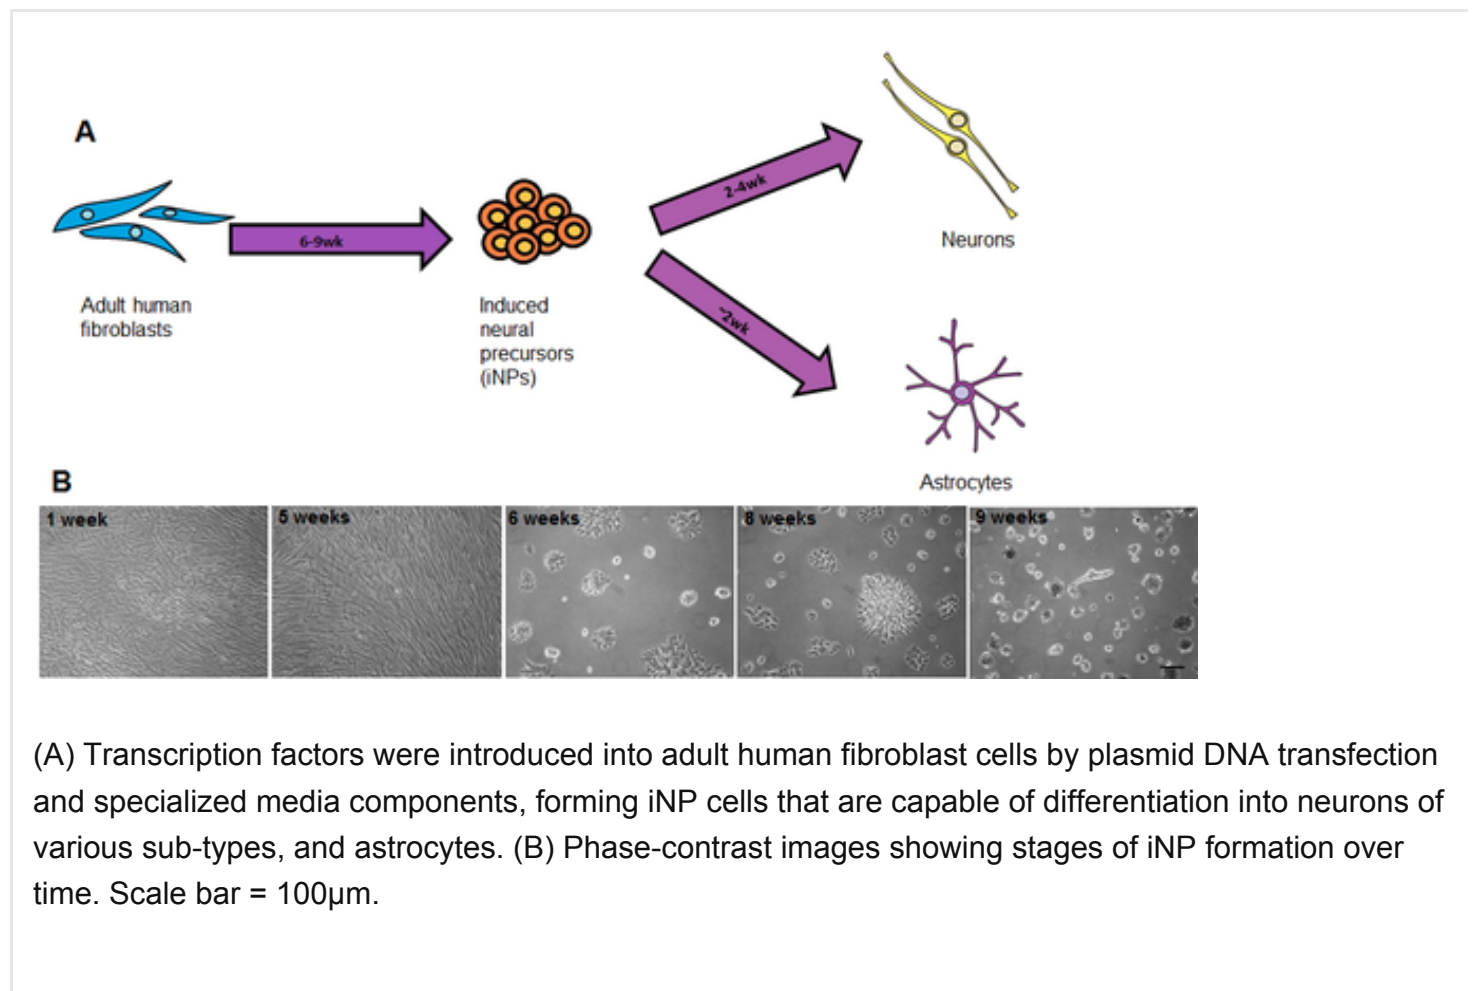 A
6-9wk
2-4wk
~2wk
Neurons
Adult human
fibroblasts
Induced
neural
precursors
(iNPs)
Astrocytes
B
1 week
5 weeks
6 weeks
8 weeks
9 weeks
(A) Transcription factors were introduced into adult human fibroblast cells by plasmid DNA transfection
and specialized media components, forming iNP cells that are capable of differentiation into neurons of
various sub-types, and astrocytes. (B) Phase-contrast images showing stages of iNP formation over
time. Scale bar = 100μm.